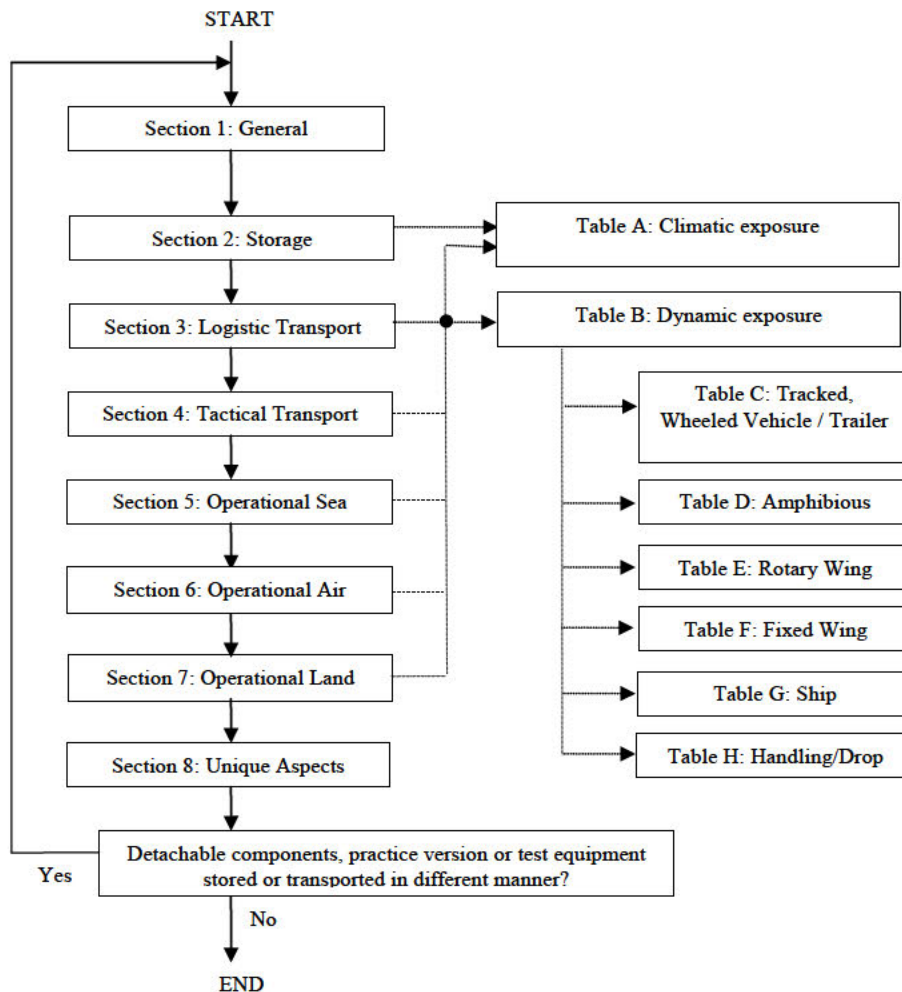 START
Section 1: General
Section 2: Storage
Table A: Climatic exposure
Section 3: Logistic Transport
Table B: Dynamic exposure
Section 4: Tactical Transport
Table C: Tracked,
Wheeled Vehicle / Trailer
Section 5: Operational Sea
Table D: Amphibious
Section 6: Operational Air
Table E: Rotary Wing
Table F: Fixed Wing
Section 7: Operational Land
Table G: Ship
Section 8: Unique Aspects
Table H: Handling/Drop
Detachable components, practice version or test equipment
stored or transported in different manner?
Yes
No
END